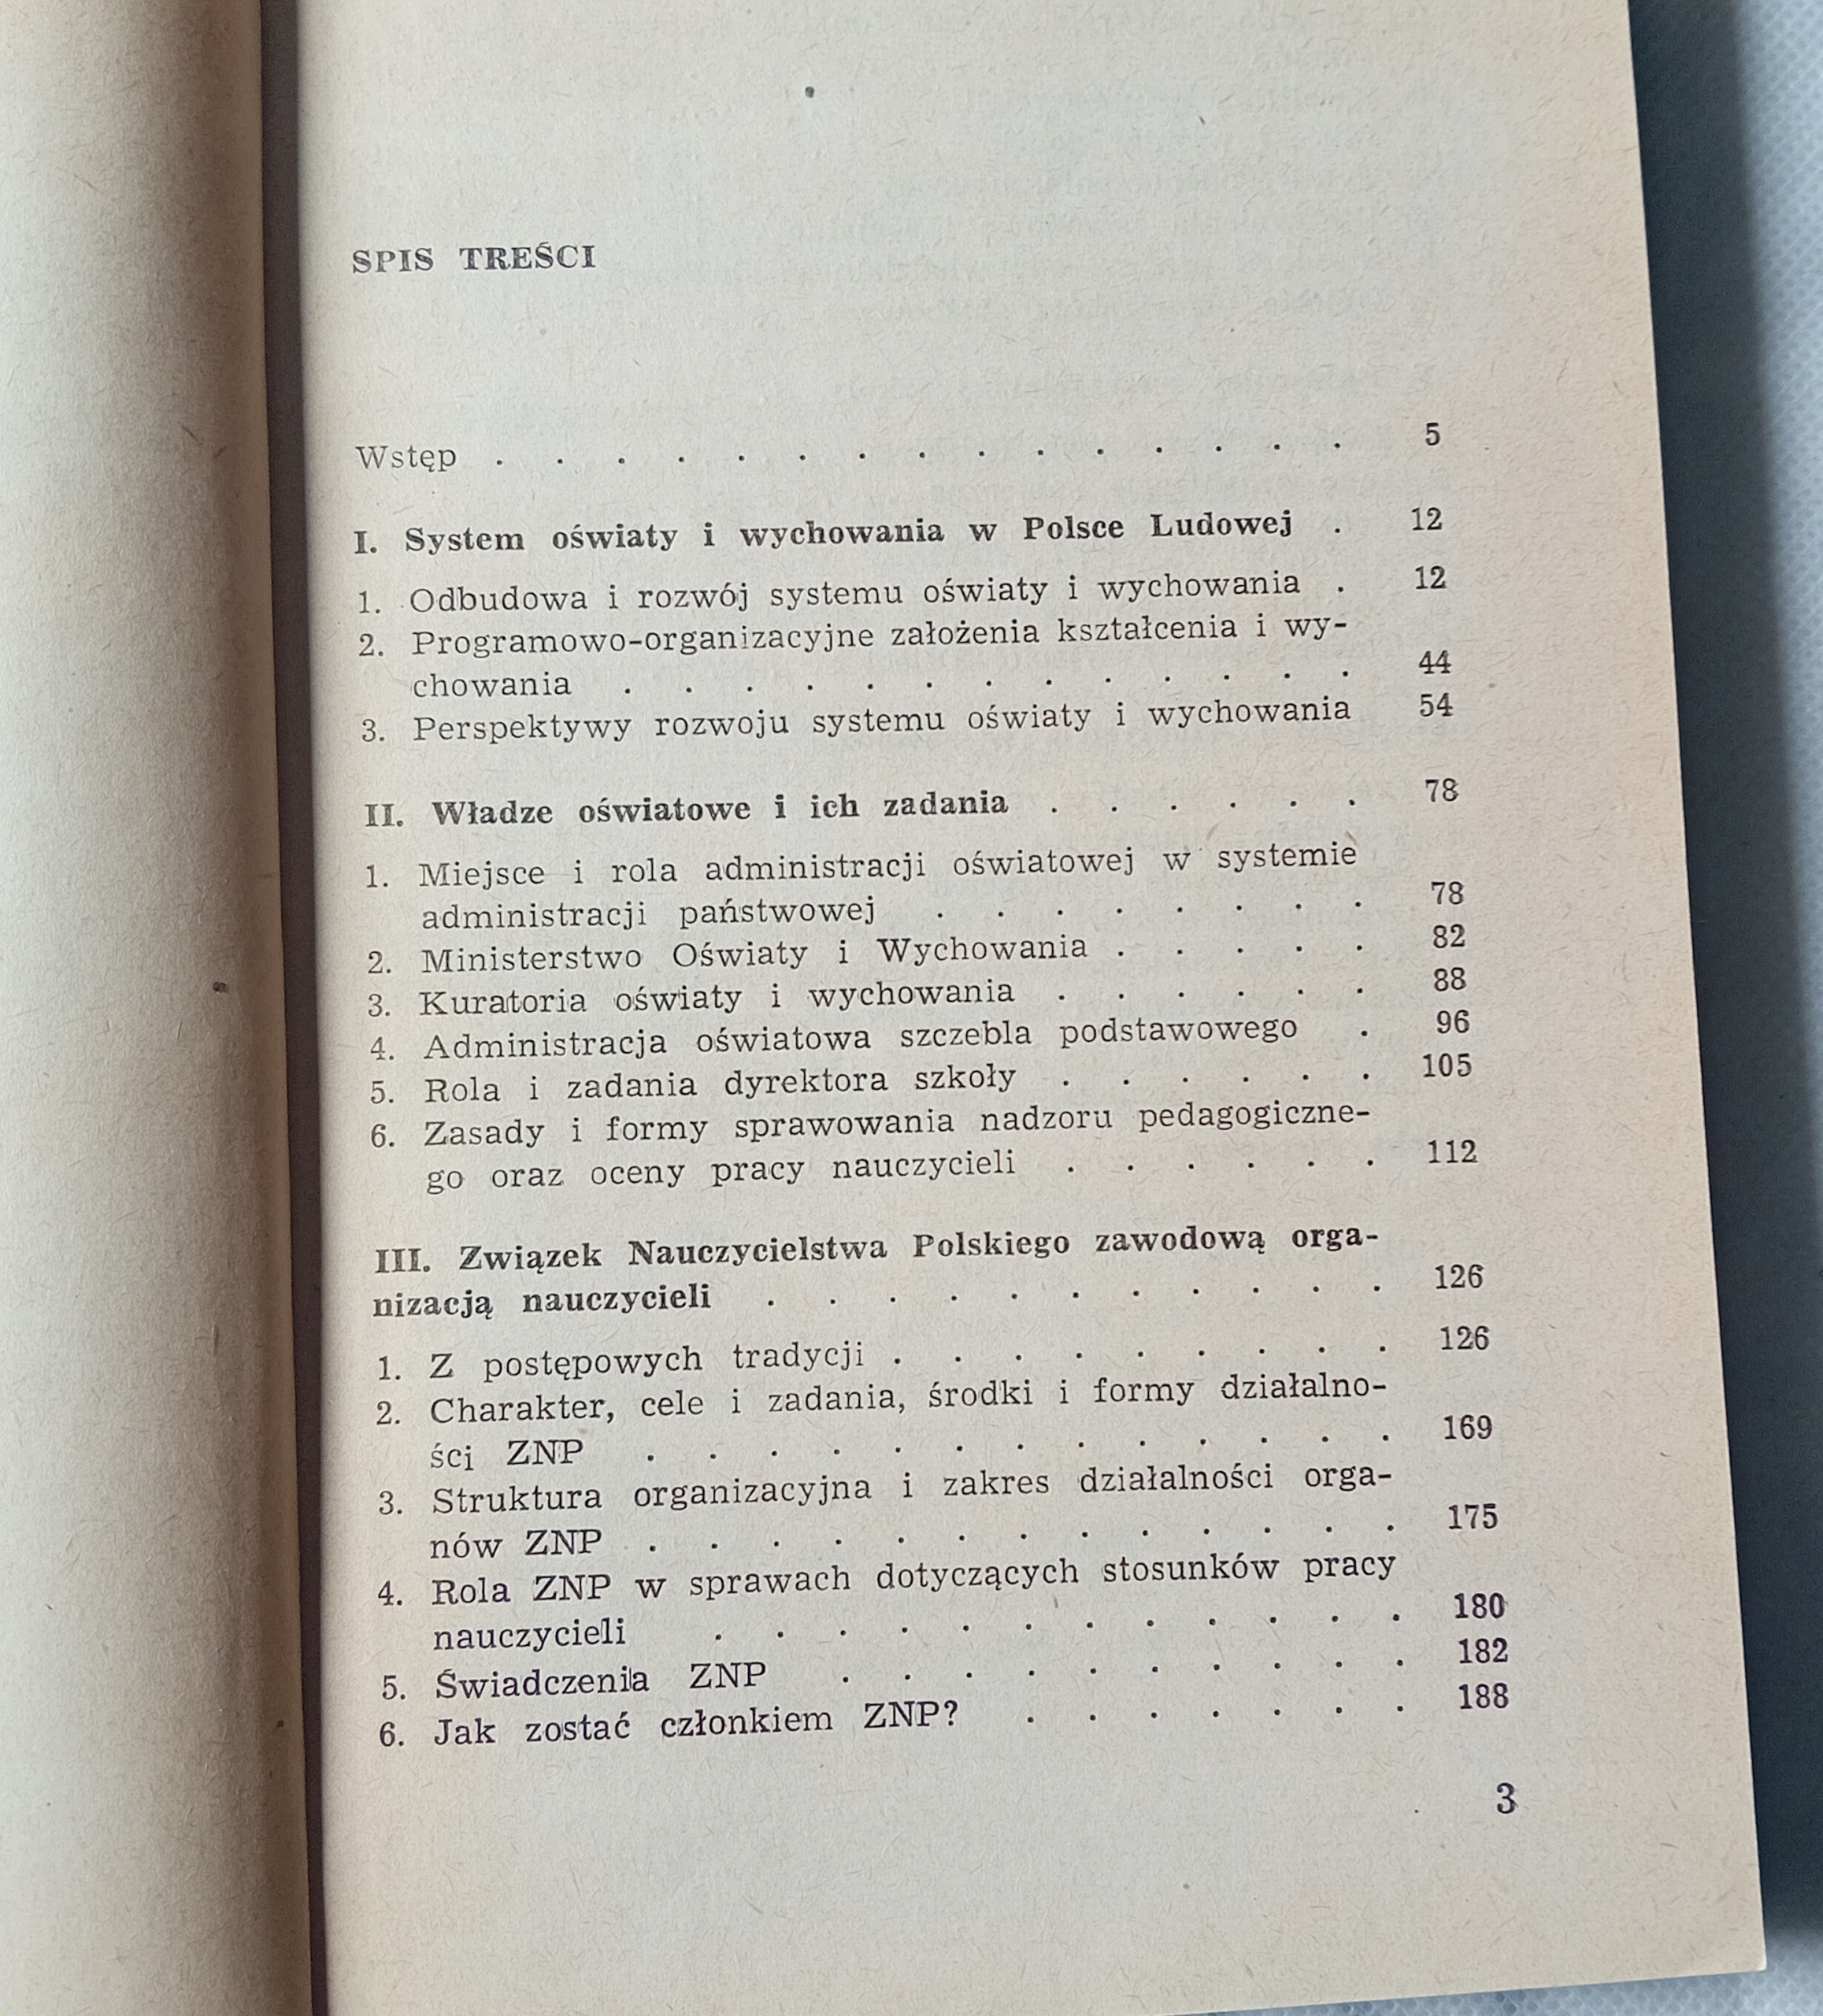 SPIS TREŚCI
Wstęp . . . . . . . . . . . . . . . 5
I. System oświaty i wychowania w Polsce Ludowej . 12
1. Odbudowa i rozwój systemu oświaty i wychowania . 12
2. Programowo-organizacyjne założenia kształcenia i wy-
chowania . . . . . . . . . . . . . 44
3. Perspektywy rozwoju systemu oświaty i wychowania 54
II. Władze oświatowe i ich zadania . . . . . . 78
1. Miejsce i rola administracji oświatowej w systemie
administracji państwowej . . . . . . . . 78
2. Ministerstwo Oświaty i Wychowania . . . . . 82
3. Kuratoria oświaty i wychowania . . . . . . 88
4. Administracja oświatowa szczebla podstawowego . 96
5. Rola i zadania dyrektora szkoły . . . . . . 105
6. Zasady i formy sprawowania nadzoru pedagogiczne-
go oraz oceny pracy nauczycieli . . . . . . 112
III. Związek Nauczycielstwa Polskiego zawodową orga-
nizacją nauczycieli . . . . . . . . . . . 126
1. Z postępowych tradycji . . . . . . . . . 126
2. Charakter, cele i zadania, środki i formy działalno-
ści ZNP . . . . . . . . . . . . . 169
3. Struktura organizacyjna i zakres działalności orga-
nów ZNP . . . . . . . . . . . . . 175
4. Rola ZNP w sprawach dotyczących stosunków pracy
nauczycieli . . . . . . . . . . . . 180
5. Świadczenia ZNP . . . . . . . . . . 182
6. Jak zostać członkiem ZNP? . . . . . . . 188
3